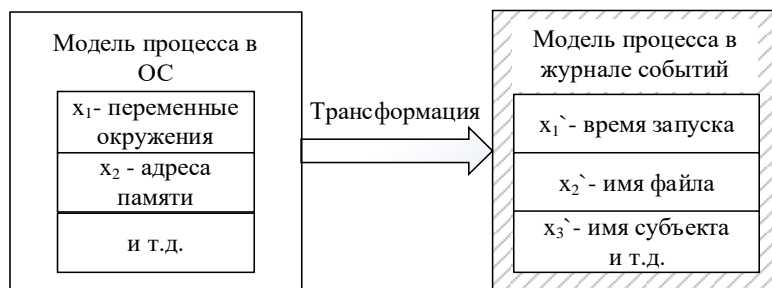 Модель процесса в
ОС
x₁- переменные
окружения
x₂ - адреса
памяти
и т.д.
Трансформация
Модель процесса в
журнале событий
x₁`- время запуска
x₂`- имя файла
x₃`- имя субъекта
и т.д.